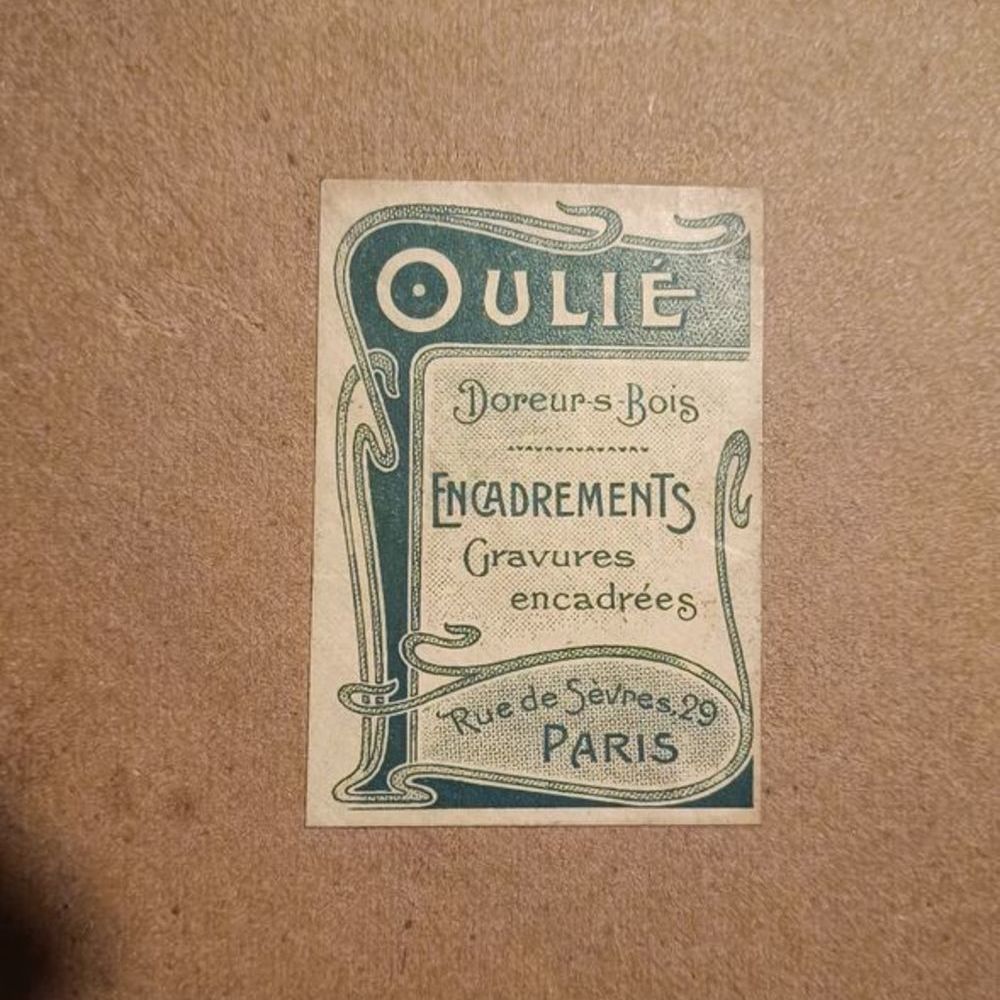 OULIÉ
Doreur-s-Bois
ENCADREMENTS
Gravures
encadrées
Rue de Sèvres.29
PARIS